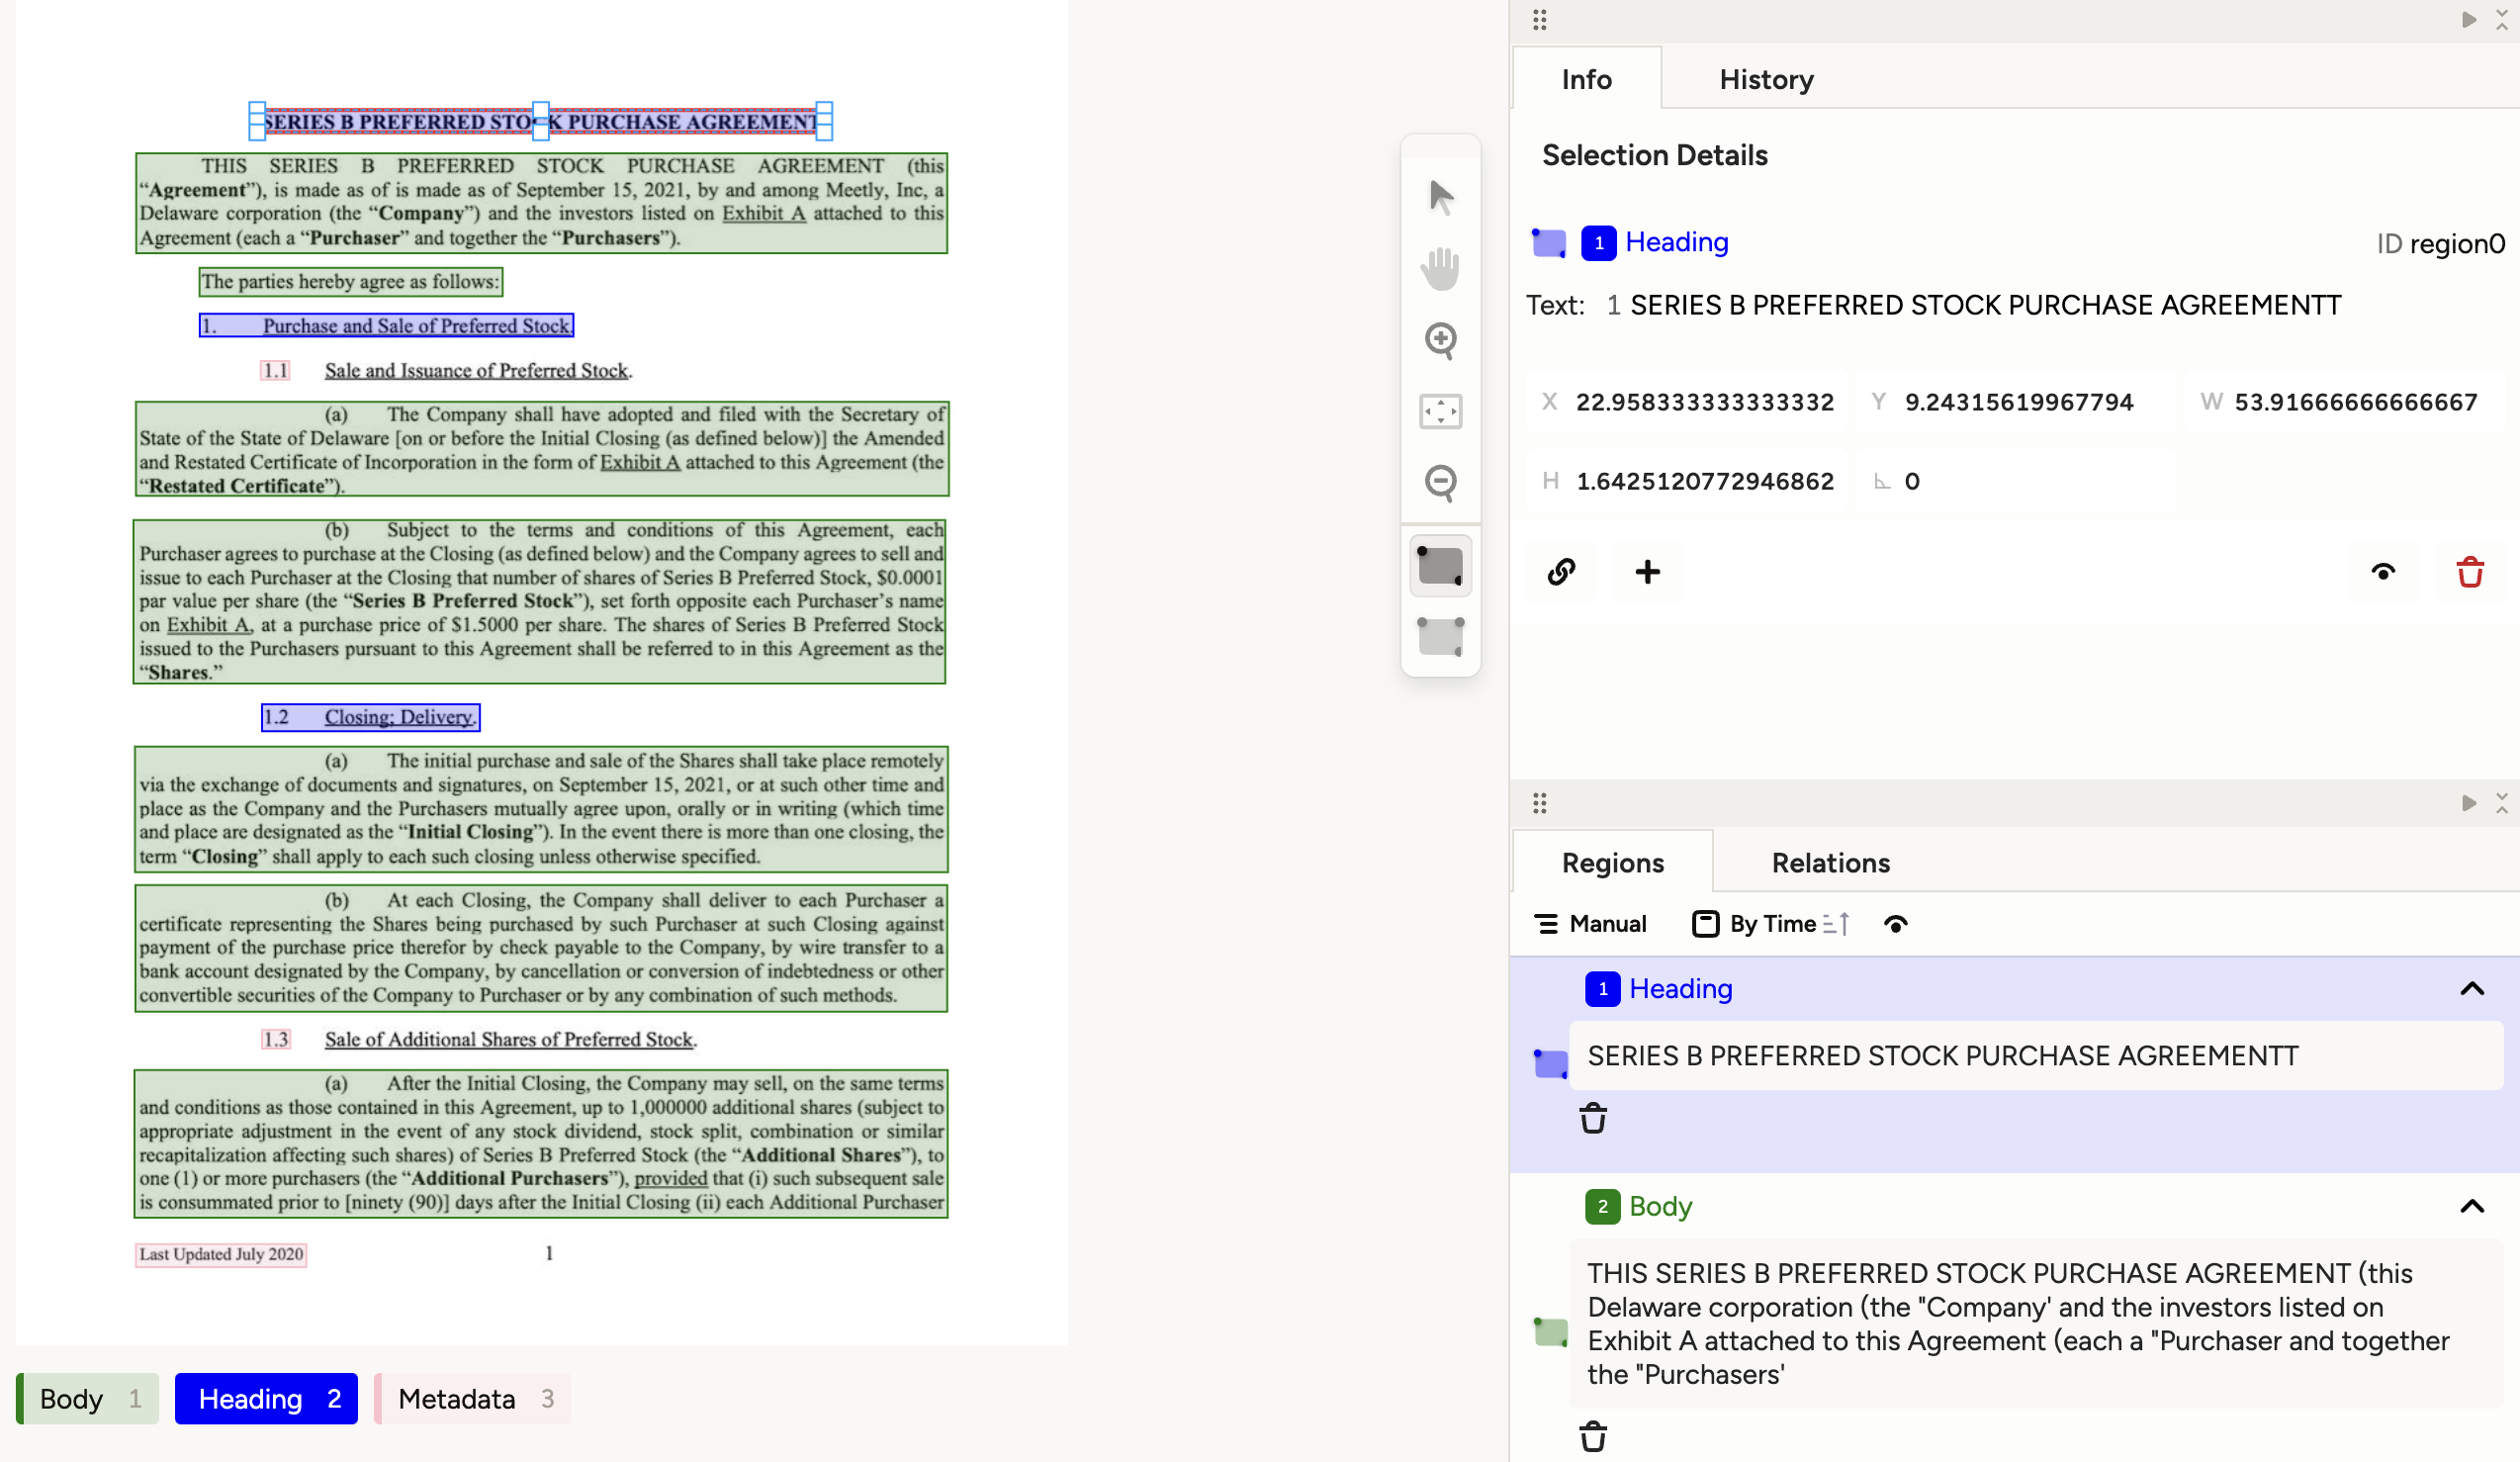 SERIES B PREFERRED STOCK PURCHASE AGREEMENT
THIS SERIES B PREFERRED STOCK PURCHASE AGREEMENT (this
“Agreement”), is made as of is made as of September 15, 2021, by and among Meetly, Inc, a
Delaware corporation (the “Company”) and the investors listed on Exhibit A attached to this
Agreement (each a “Purchaser” and together the “Purchasers”).
The parties hereby agree as follows:
1. Purchase and Sale of Preferred Stock.
1.1 Sale and Issuance of Preferred Stock.
(a) The Company shall have adopted and filed with the Secretary of
State of the State of Delaware [on or before the Initial Closing (as defined below)] the Amended
and Restated Certificate of Incorporation in the form of Exhibit A attached to this Agreement (the
“Restated Certificate”).
(b) Subject to the terms and conditions of this Agreement, each
Purchaser agrees to purchase at the Closing (as defined below) and the Company agrees to sell and
issue to each Purchaser at the Closing that number of shares of Series B Preferred Stock, $0.0001
par value per share (the “Series B Preferred Stock”), set forth opposite each Purchaser’s name
on Exhibit A, at a purchase price of $1.5000 per share. The shares of Series B Preferred Stock
issued to the Purchasers pursuant to this Agreement shall be referred to in this Agreement as the
“Shares.”
1.2 Closing; Delivery.
(a) The initial purchase and sale of the Shares shall take place remotely
via the exchange of documents and signatures, on September 15, 2021, or at such other time and
place as the Company and the Purchasers mutually agree upon, orally or in writing (which time
and place are designated as the “Initial Closing”). In the event there is more than one closing, the
term “Closing” shall apply to each such closing unless otherwise specified.
(b) At each Closing, the Company shall deliver to each Purchaser a
certificate representing the Shares being purchased by such Purchaser at such Closing against
payment of the purchase price therefor by check payable to the Company, by wire transfer to a
bank account designated by the Company, by cancellation or conversion of indebtedness or other
convertible securities of the Company to Purchaser or by any combination of such methods.
1.3 Sale of Additional Shares of Preferred Stock.
(a) After the Initial Closing, the Company may sell, on the same terms
and conditions as those contained in this Agreement, up to 1,000000 additional shares (subject to
appropriate adjustment in the event of any stock dividend, stock split, combination or similar
recapitalization affecting such shares) of Series B Preferred Stock (the “Additional Shares”), to
one (1) or more purchasers (the “Additional Purchasers”), provided that (i) such subsequent sale
is consummated prior to [ninety (90)] days after the Initial Closing (ii) each Additional Purchaser
Last Updated July 2020 1
Body 1 Heading 2 Metadata 3
Info History
Selection Details
1 Heading ID region0
Text: 1 SERIES B PREFERRED STOCK PURCHASE AGREEMENTT
X 22.958333333333332 Y 9.24315619967794 W 53.91666666666667
H 1.6425120772946862 0
Regions Relations
Manual By Time
1 Heading
SERIES B PREFERRED STOCK PURCHASE AGREEMENTT
2 Body
THIS SERIES B PREFERRED STOCK PURCHASE AGREEMENT (this
Delaware corporation (the "Company' and the investors listed on
Exhibit A attached to this Agreement (each a "Purchaser and together
the "Purchasers'